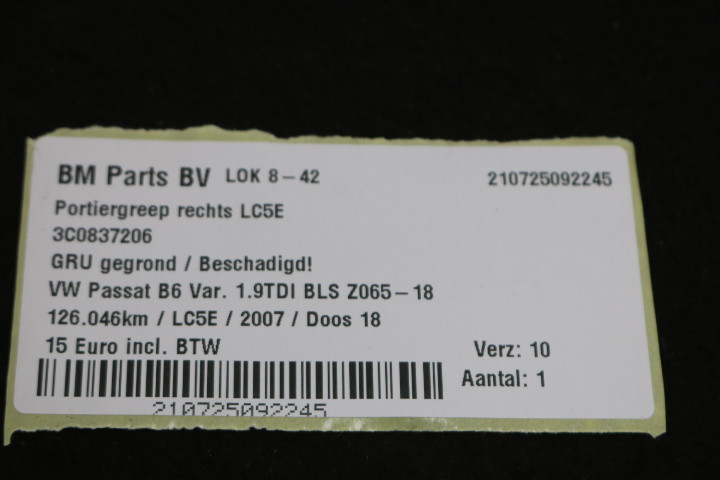 BM Parts BV LOK 8-42 210725092245
Portiergreep rechts LC5E
3C0837206
GRU gegrond / Beschadigd!
VW Passat B6 Var. 1.9TDI BLS Z065-18
126.046km / LC5E / 2007 / Doos 18
15 Euro incl. BTW Verz: 10
Aantal: 1
210725092245